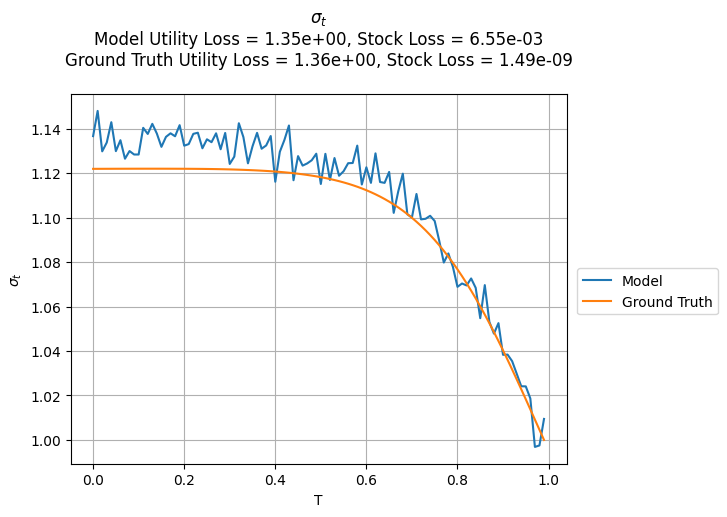 σt
Model Utility Loss = 1.35e+00, Stock Loss = 6.55e-03
Ground Truth Utility Loss = 1.36e+00, Stock Loss = 1.49e-09
1.14
1.12
1.10
1.08
1.06
1.04
1.02
1.00
σt
0.0 0.2 0.4 0.6 0.8 1.0
T
Model
Ground Truth